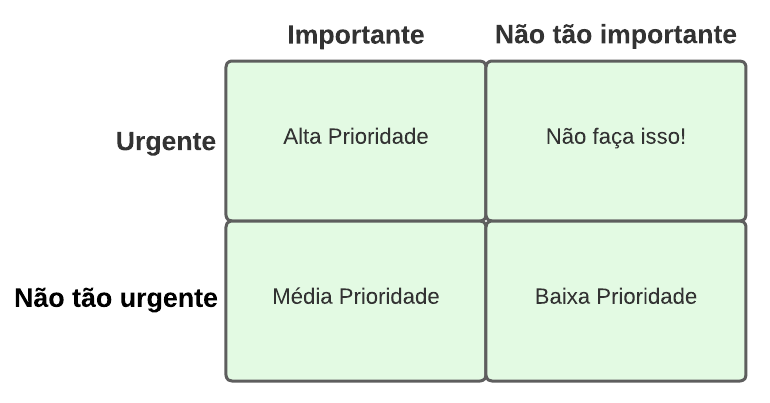 Importante
Não tão importante
Urgente
Alta Prioridade
Não faça isso!
Não tão urgente
Média Prioridade
Baixa Prioridade